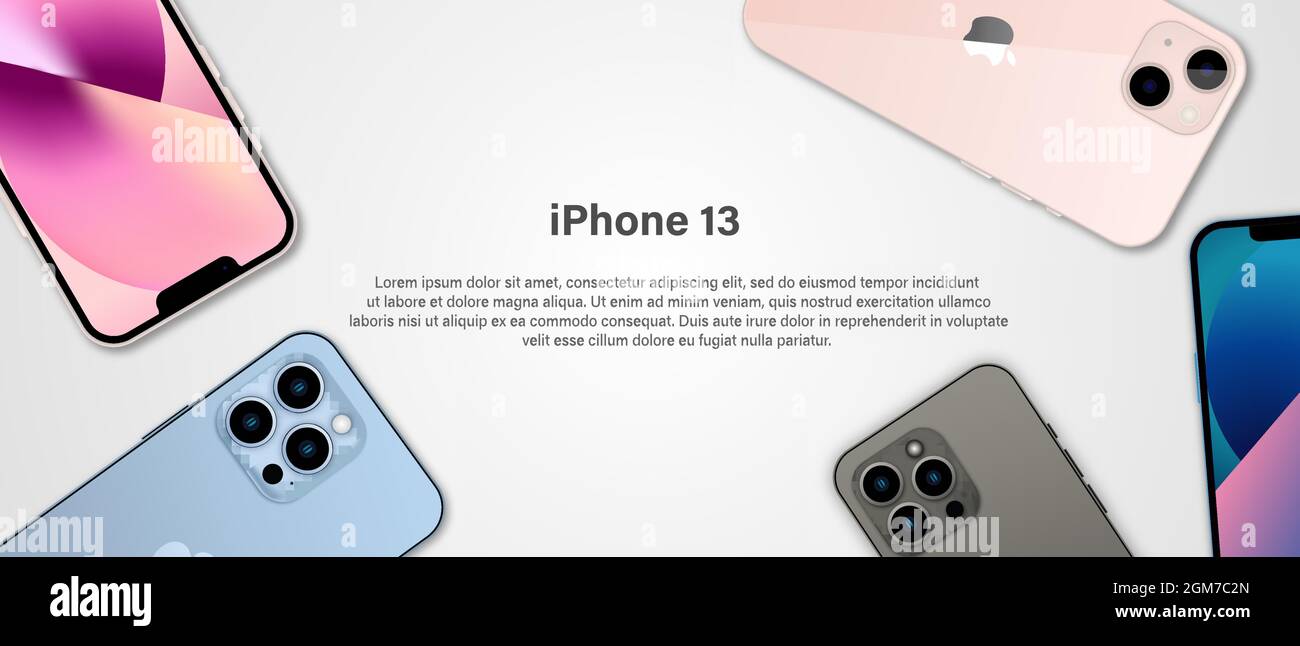 iPhone 13
Lorem ipsum dolor sit amet, consectetur adipiscing elit, sed do eiusmod tempor incididunt
ut labore et dolore magna aliqua. Ut enim ad minim veniam, quis nostrud exercitation ullamco
laboris nisi ut aliquip ex ea commodo consequat. Duis aute irure dolor in reprehenderit in voluptate
velit esse cillum dolore eu fugiat nulla pariatur.
alamy
alamy
alamy
alamy
a
alamy
Image ID: 2GM7C2N
www.alamy.com